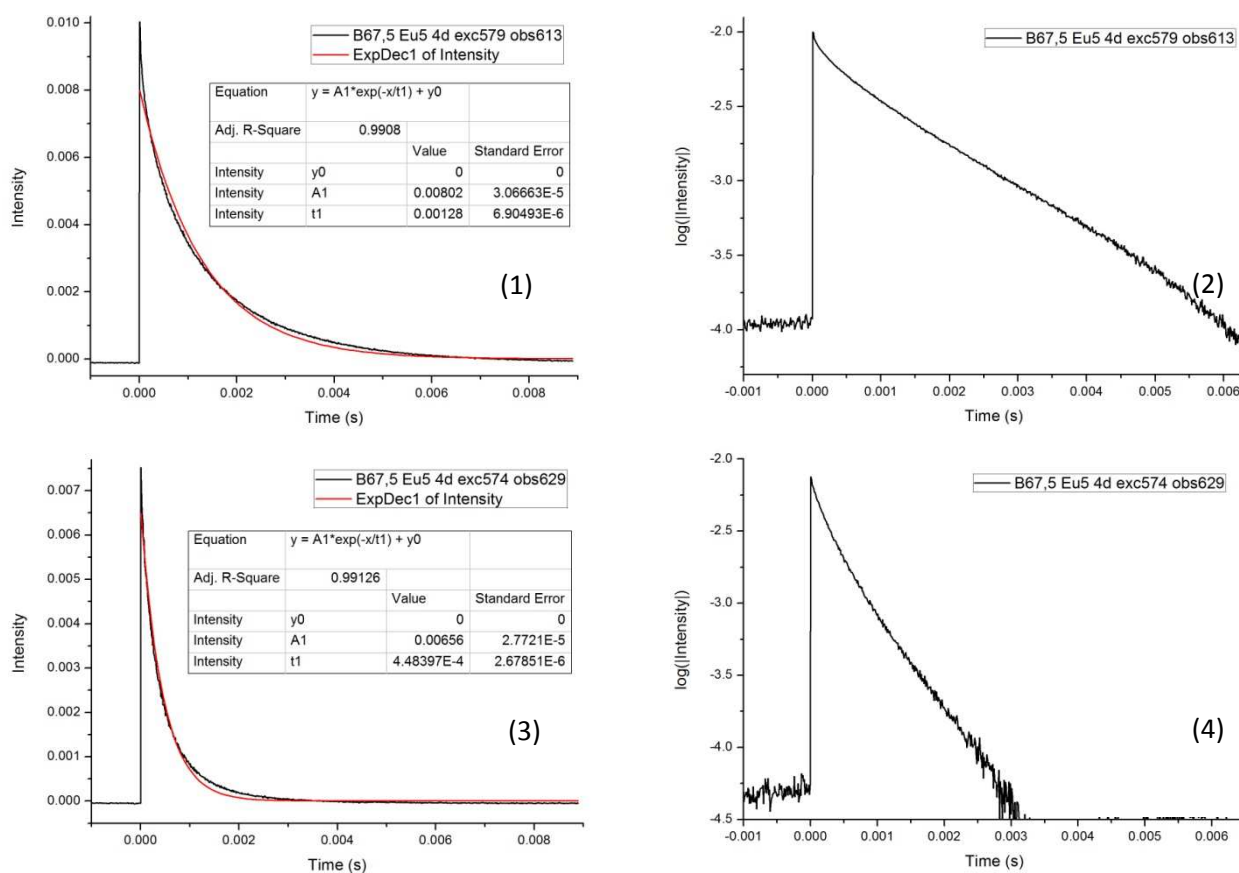 B67,5 Eu5 4d exc579 obs613
ExpDec1 of Intensity
Equation y = A1*exp(-x/t1) + y0
Adj. R-Square 0.9908
Value Standard Error
Intensity y0 0 0
Intensity A1 0.00802 3.06663E-5
Intensity t1 0.00128 6.90493E-6
0.010
0.008
0.006
0.004
0.002
0.000
Intensity
(1)
0.000 0.002 0.004 0.006 0.008
Time (s)
B67,5 Eu5 4d exc579 obs613
-2.0
-2.5
-3.0
-3.5
-4.0
log(|Intensity|)
(2)
-0.001 0.000 0.001 0.002 0.003 0.004 0.005 0.006
Time (s)
B67,5 Eu5 4d exc574 obs629
ExpDec1 of Intensity
Equation y = A1*exp(-x/t1) + y0
Adj. R-Square 0.99126
Value Standard Error
Intensity y0 0 0
Intensity A1 0.00656 2.7721E-5
Intensity t1 4.48397E-4 2.67851E-6
0.007
0.006
0.005
0.004
0.003
0.002
0.001
0.000
Intensity
(3)
0.000 0.002 0.004 0.006 0.008
Time (s)
B67,5 Eu5 4d exc574 obs629
-2.0
-2.5
-3.0
-3.5
-4.0
-4.5
log(|Intensity|)
(4)
-0.001 0.000 0.001 0.002 0.003 0.004 0.005 0.006
Time (s)